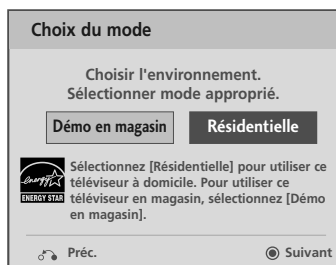 Choix du mode
Choisir l'environnement.
Sélectionner mode approprié.
Démo en magasin Résidentielle
energy
ENERGY STAR
Sélectionnez [Résidentielle] pour utiliser ce
téléviseur à domicile. Pour utiliser ce
téléviseur en magasin, sélectionnez [Démo
en magasin].
Préc. Suivant